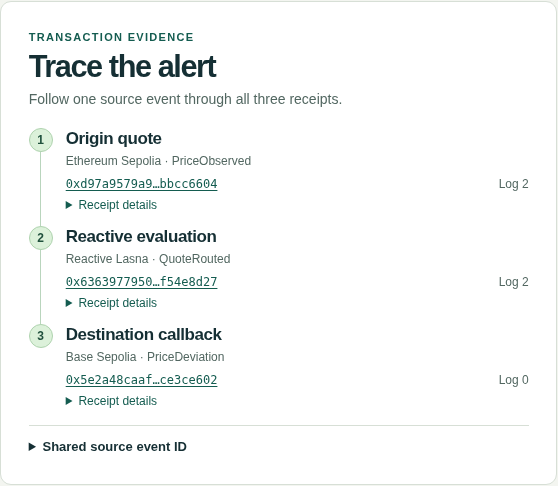 TRANSACTION EVIDENCE
Trace the alert
Follow one source event through all three receipts.
1 Origin quote
Ethereum Sepolia · PriceObserved
0xd97a9579a9…bbcc6604 Log 2
▶ Receipt details
2 Reactive evaluation
Reactive Lasna · QuoteRouted
0x6363977950…f54e8d27 Log 2
▶ Receipt details
3 Destination callback
Base Sepolia · PriceDeviation
0x5e2a48caaf…ce3ce602 Log 0
▶ Receipt details
▶ Shared source event ID